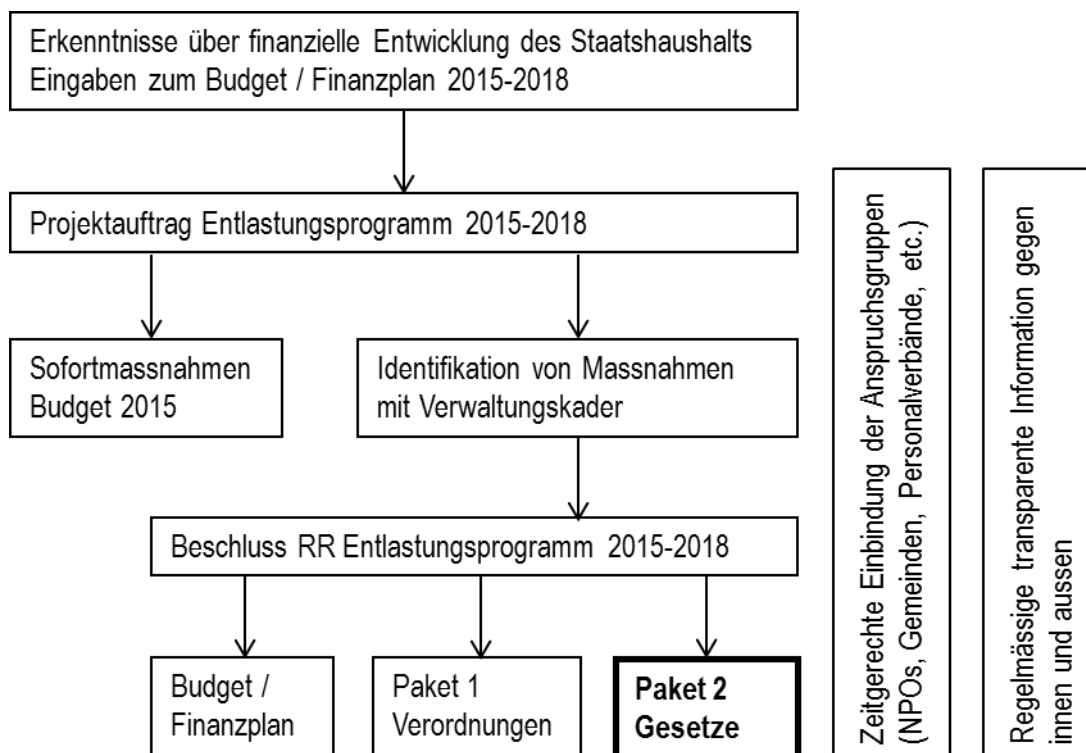 Erkenntnisse über finanzielle Entwicklung des Staatshaushalts
Eingaben zum Budget / Finanzplan 2015-2018
Projektauftrag Entlastungsprogramm 2015-2018
Sofortmassnahmen
Budget 2015
Identifikation von Massnahmen
mit Verwaltungskader
Beschluss RR Entlastungsprogramm 2015-2018
Budget /
Finanzplan
Paket 1
Verordnungen
Paket 2
Gesetze
Zeitgerechte Einbindung der Anspruchsgruppen
(NPOs, Gemeinden, Personalverbände, etc.)
Regelmässige transparente Information gegen
innen und aussen